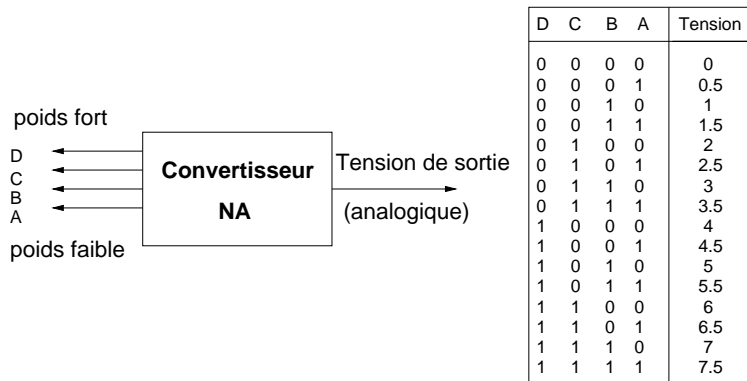 poids fort
D
C
B
A
poids faible
Convertisseur
NA
Tension de sortie
(analogique)
D C B A Tension
0 0 0 0 0
0 0 0 1 0.5
0 0 1 0 1
0 0 1 1 1.5
0 1 0 0 2
0 1 0 1 2.5
0 1 1 0 3
0 1 1 1 3.5
1 0 0 0 4
1 0 0 1 4.5
1 0 1 0 5
1 0 1 1 5.5
1 1 0 0 6
1 1 0 1 6.5
1 1 1 0 7
1 1 1 1 7.5